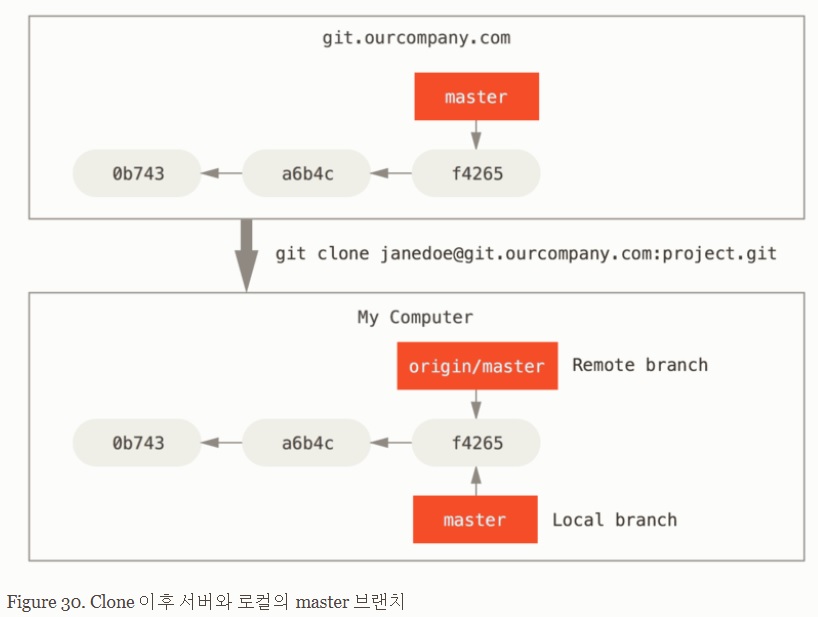 git.ourcompany.com
master
0b743 a6b4c f4265
git clone janedoe@git.ourcompany.com:project.git
My Computer
origin/master Remote branch
0b743 a6b4c f4265
master Local branch
Figure 30. Clone 이후 서버와 로컬의 master 브랜치